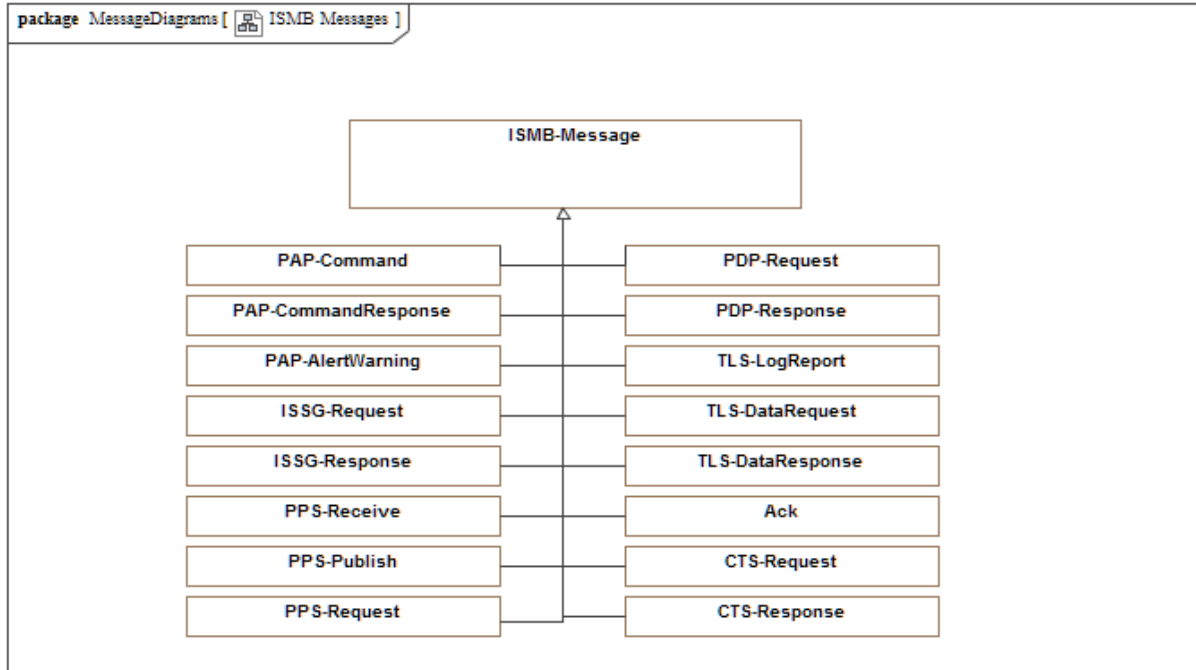 package MessageDiagrams [ ISMB Messages ]
ISMB-Message
PAP-Command
PDP-Request
PAP-CommandResponse
PDP-Response
PAP-AlertWarning
TLS-LogReport
ISSG-Request
TLS-DataRequest
ISSG-Response
TLS-DataResponse
PPS-Receive
Ack
PPS-Publish
CTS-Request
PPS-Request
CTS-Response